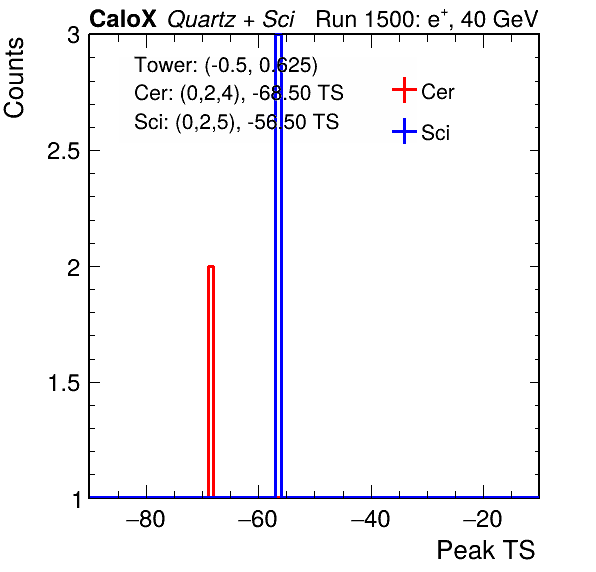 CaloX Quartz + Sci Run 1500: e+, 40 GeV
Counts
3
2.5
2
1.5
1
Tower: (-0.5, 0.625)
Cer: (0,2,4), -68.50 TS
Sci: (0,2,5), -56.50 TS
Cer
Sci
−80 −60 −40 −20
Peak TS